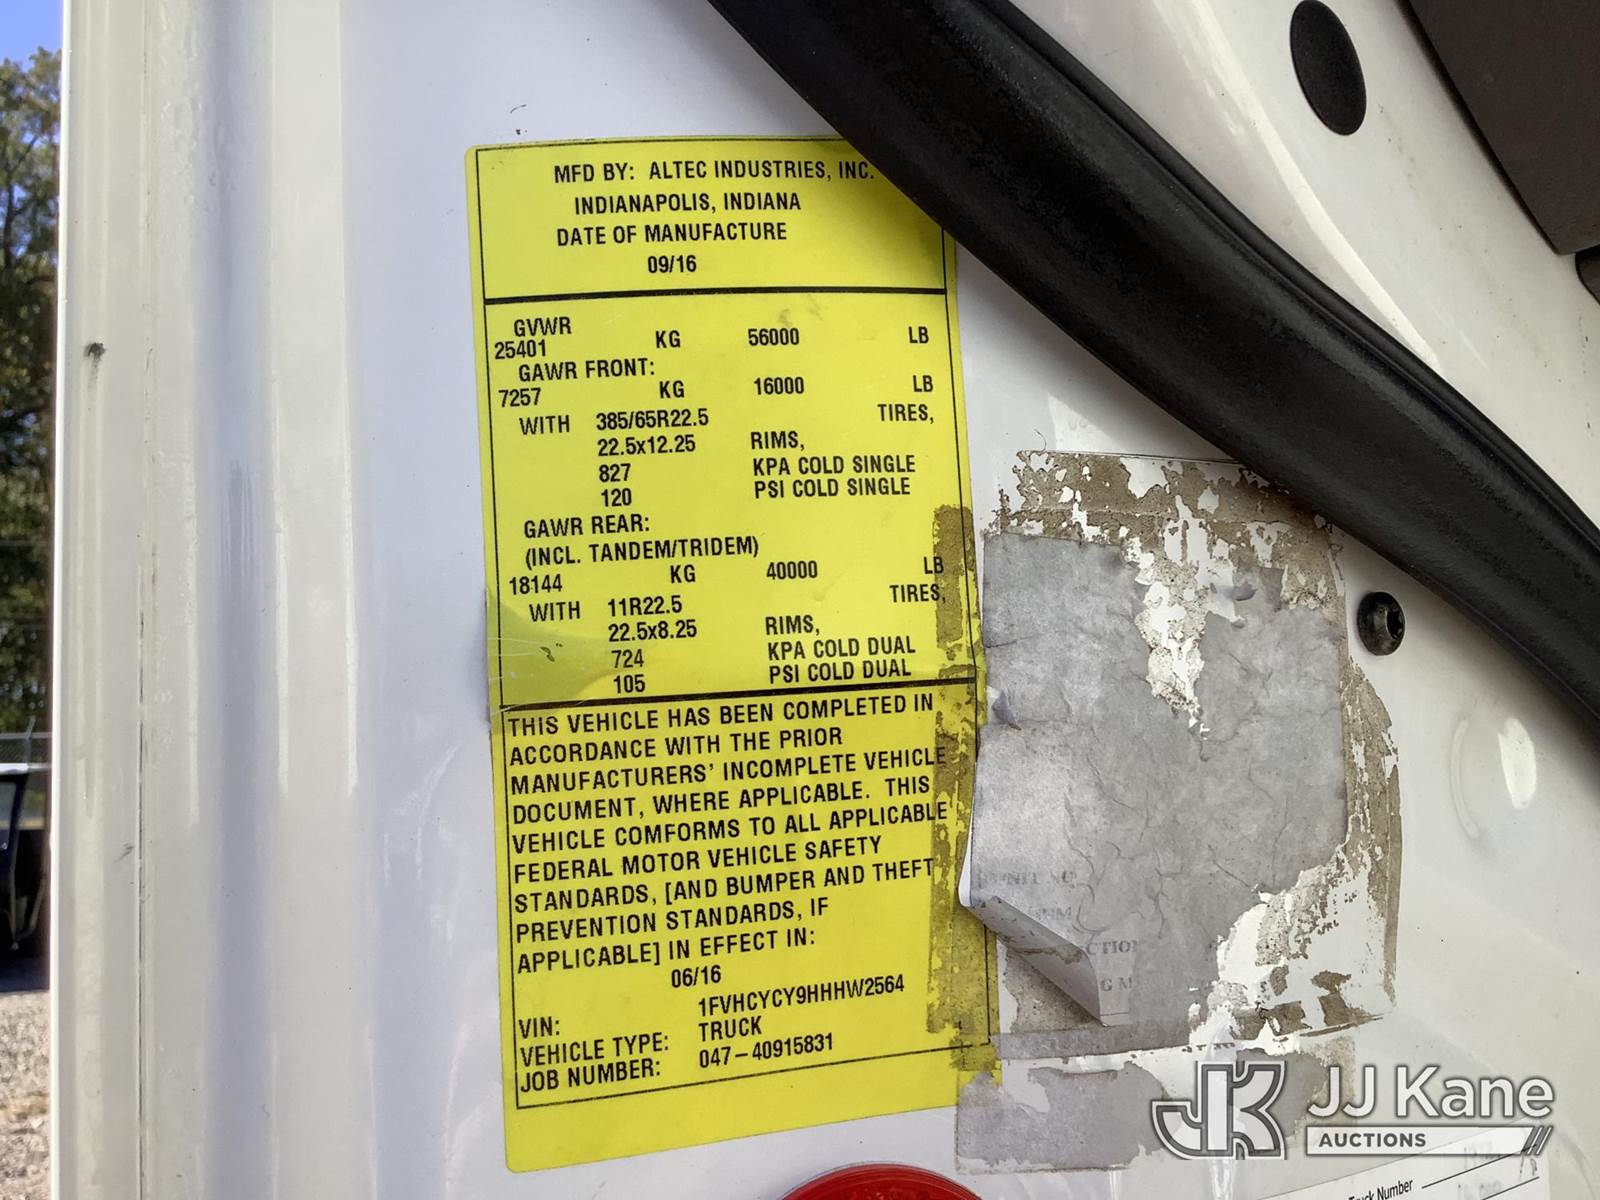 MFD BY: ALTEC INDUSTRIES, INC.
INDIANAPOLIS, INDIANA
DATE OF MANUFACTURE
09/16
GVWR
25401 KG 56000 LB
GAWR FRONT:
7257 KG 16000 LB
WITH 385/65R22.5 TIRES,
22.5x12.25 RIMS,
827 KPA COLD SINGLE
120 PSI COLD SINGLE
GAWR REAR:
(INCL. TANDEM/TRIDEM)
18144 KG 40000 LB
WITH 11R22.5 TIRES,
22.5x8.25 RIMS,
724 KPA COLD DUAL
105 PSI COLD DUAL
THIS VEHICLE HAS BEEN COMPLETED IN
ACCORDANCE WITH THE PRIOR
MANUFACTURERS' INCOMPLETE VEHICLE
DOCUMENT, WHERE APPLICABLE. THIS
VEHICLE COMFORMS TO ALL APPLICABLE
FEDERAL MOTOR VEHICLE SAFETY
STANDARDS, [AND BUMPER AND THEFT
PREVENTION STANDARDS, IF
APPLICABLE] IN EFFECT IN:
06/16
VIN: 1FVHCYCY9HHHW2564
VEHICLE TYPE: TRUCK
JOB NUMBER: 047-40915831
JK JJ Kane
AUCTIONS
Number